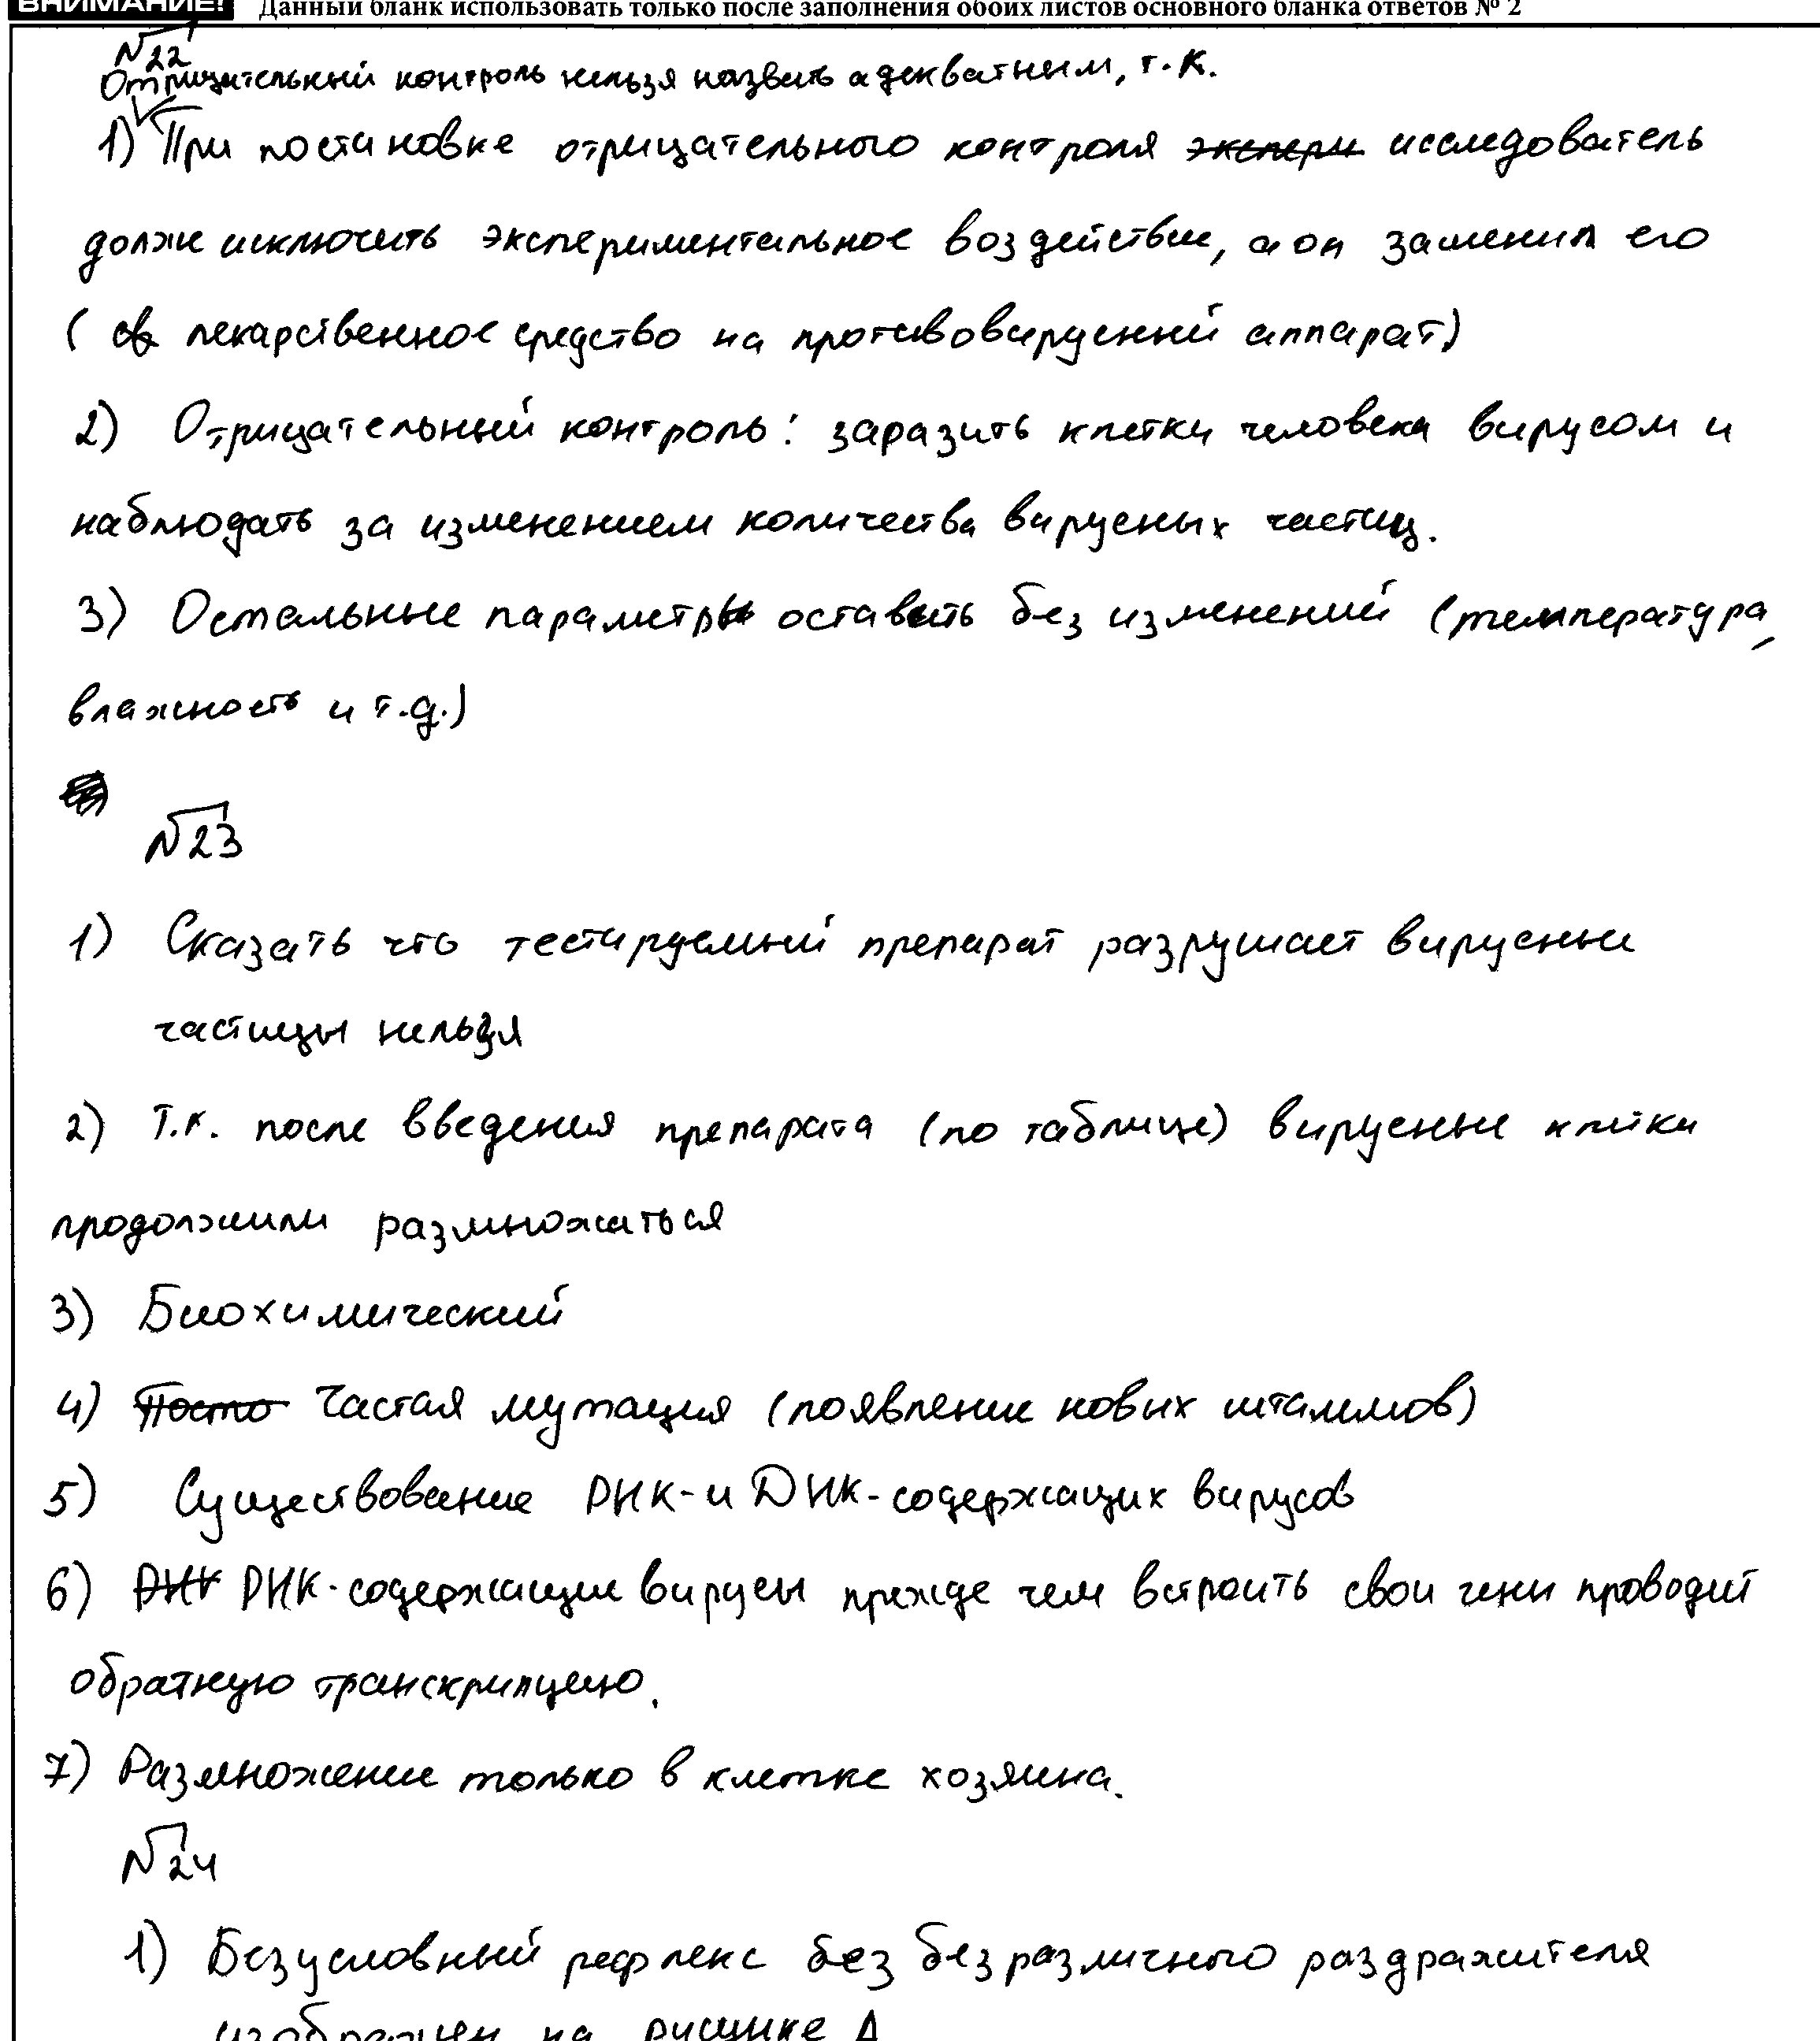 ВНИМАНИЕ! Данный бланк использовать только после заполнения обоих листов основного бланка ответов № 2
№22
Отрицательный контроль нельзя назвать адекватным, т.к.
1) При постановке отрицательного контроля экспери исследователь
должн исключить экспериментальное воздействие, а он заменил его
( лекарственное средство на противовирусный аппарат)
2) Отрицательный контроль: заразить клетки человека вирусом и
наблюдать за изменением количества вирусных частиц.
3) Остальные параметры оставить без изменений (температура,
влажность и т.д.)
№23
1) Сказать что тестируемый препарат разрушает вирусные
частицы нельзя
2) Т.к. после введения препарата (по таблице) вирусные клетки
продолжили размножаться
3) Биохимический
4) Посто Частая мутация (появление новых штаммов)
5) Существование РНК-и ДНК-содержащих вирусов
6) РНК РНК-содержащие вирусы прежде чем встроить свои гены проводит
обратную транскрипцию.
7) Размножение только в клетке хозяина.
№24
1) Безусловный рефлекс без безразличного раздражителя
изображен на рисунке А